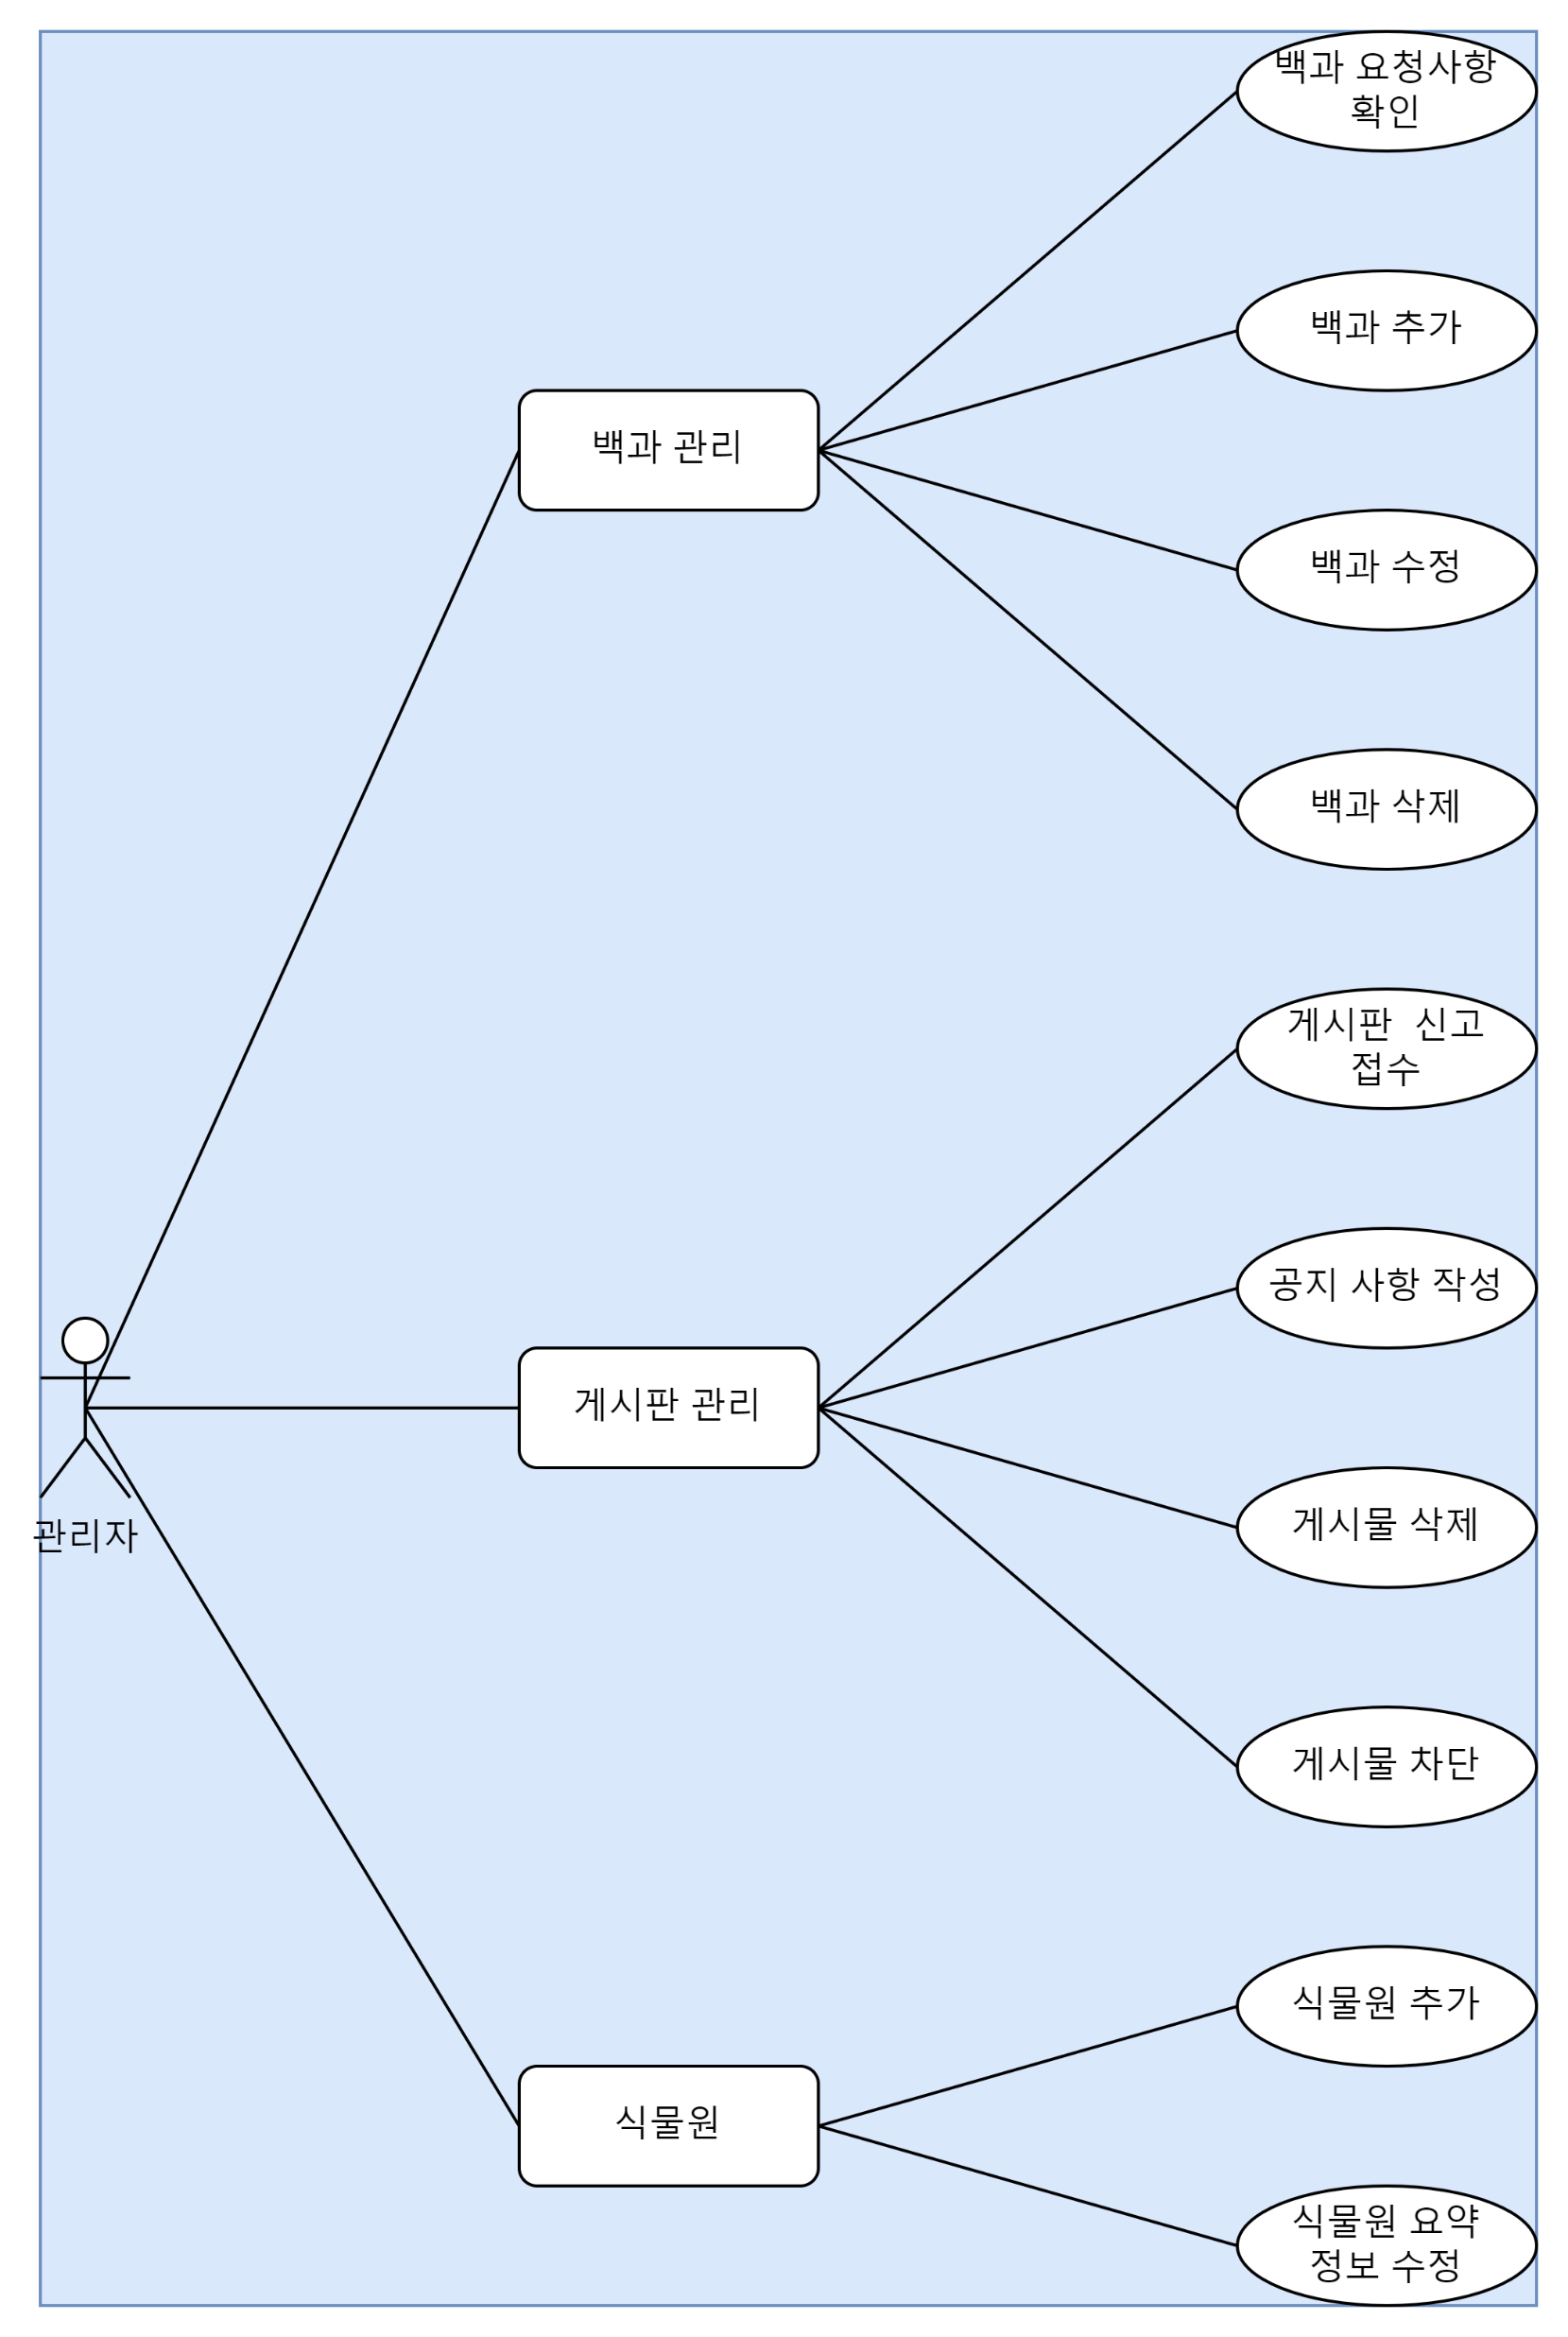 백과 요청사항
확인
백과 추가
백과 관리
백과 수정
백과 삭제
게시판  신고
접수
공지 사항 작성
게시판 관리
관리자
게시물 삭제
게시물 차단
식물원 추가
식물원
식물원 요약
정보 수정